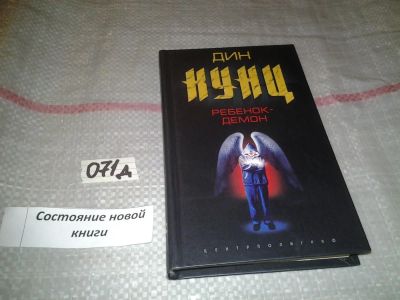 ДИН
КУНЦ
РЕБЕНОК-
ДЕМОН
ЦЕНТРПОЛИГРАФ
071д
Состояние новой
книги